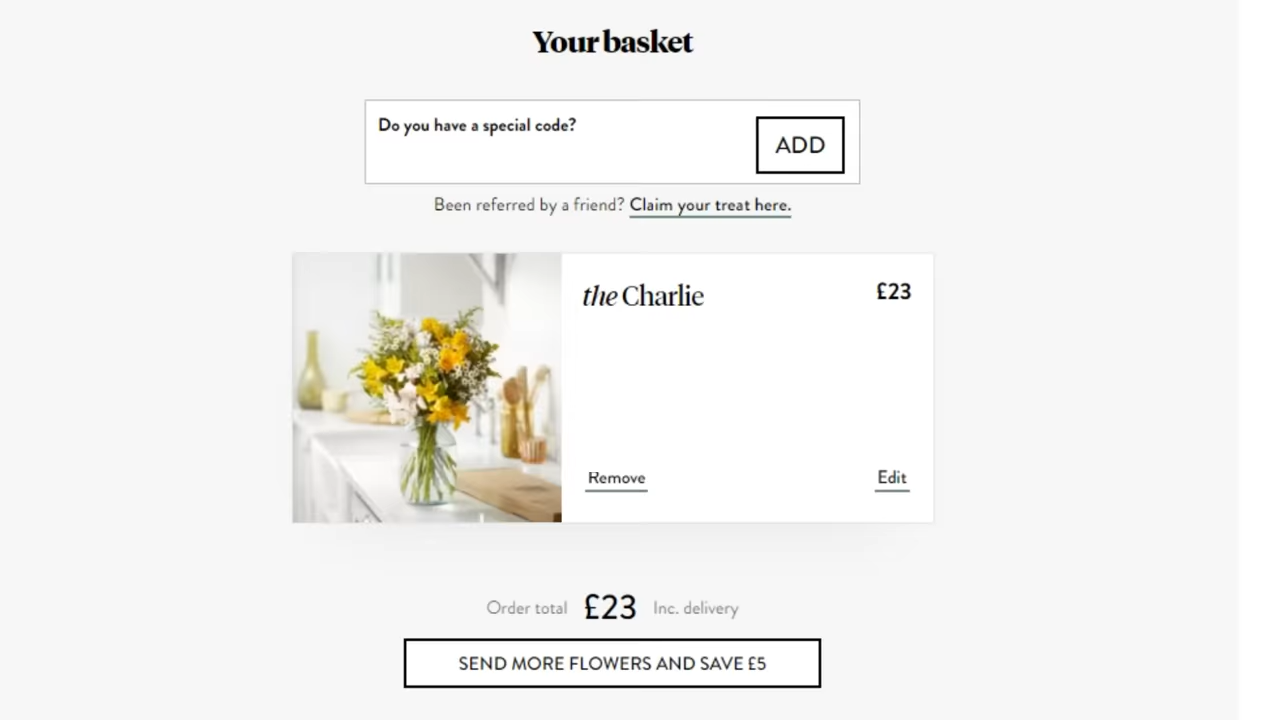 Your basket
Do you have a special code?
ADD
Been referred by a friend? Claim your treat here.
the Charlie
£23
Remove
Edit
Order total £23 Inc. delivery
SEND MORE FLOWERS AND SAVE £5